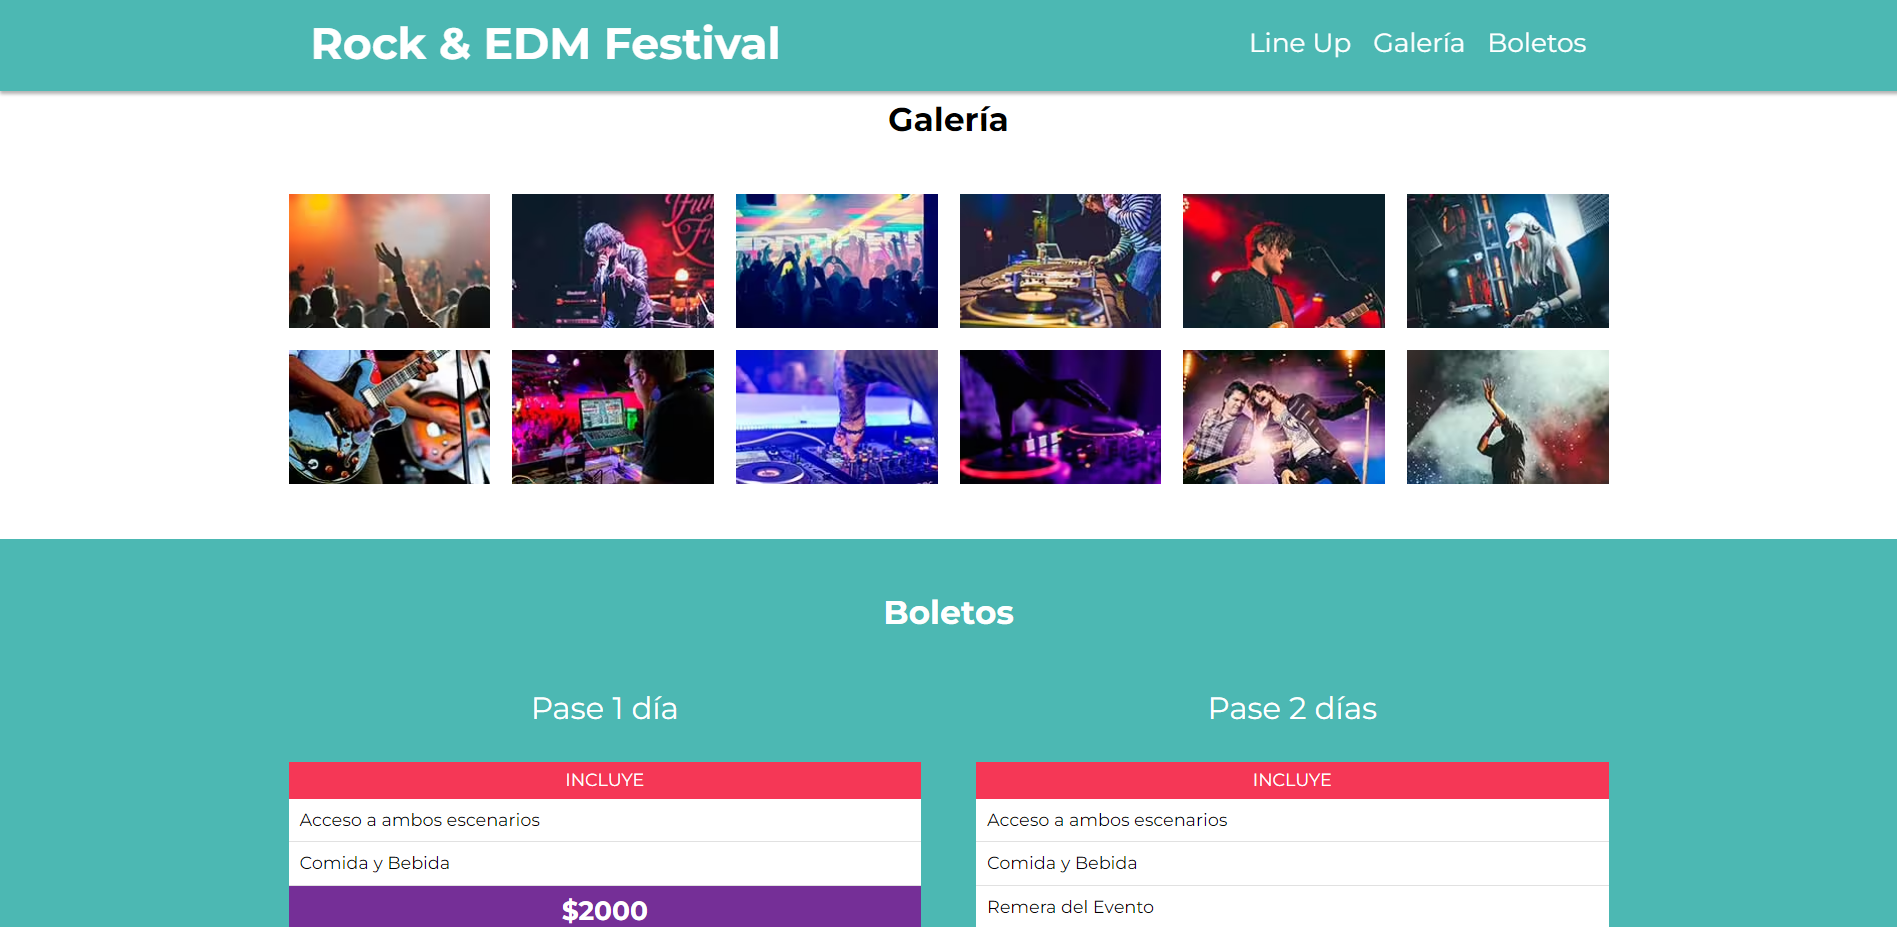 Rock & EDM Festival
Line Up Galería Boletos
Galería
Boletos
Pase 1 día
INCLUYE
Acceso a ambos escenarios
Comida y Bebida
$2000
Pase 2 días
INCLUYE
Acceso a ambos escenarios
Comida y Bebida
Remera del Evento